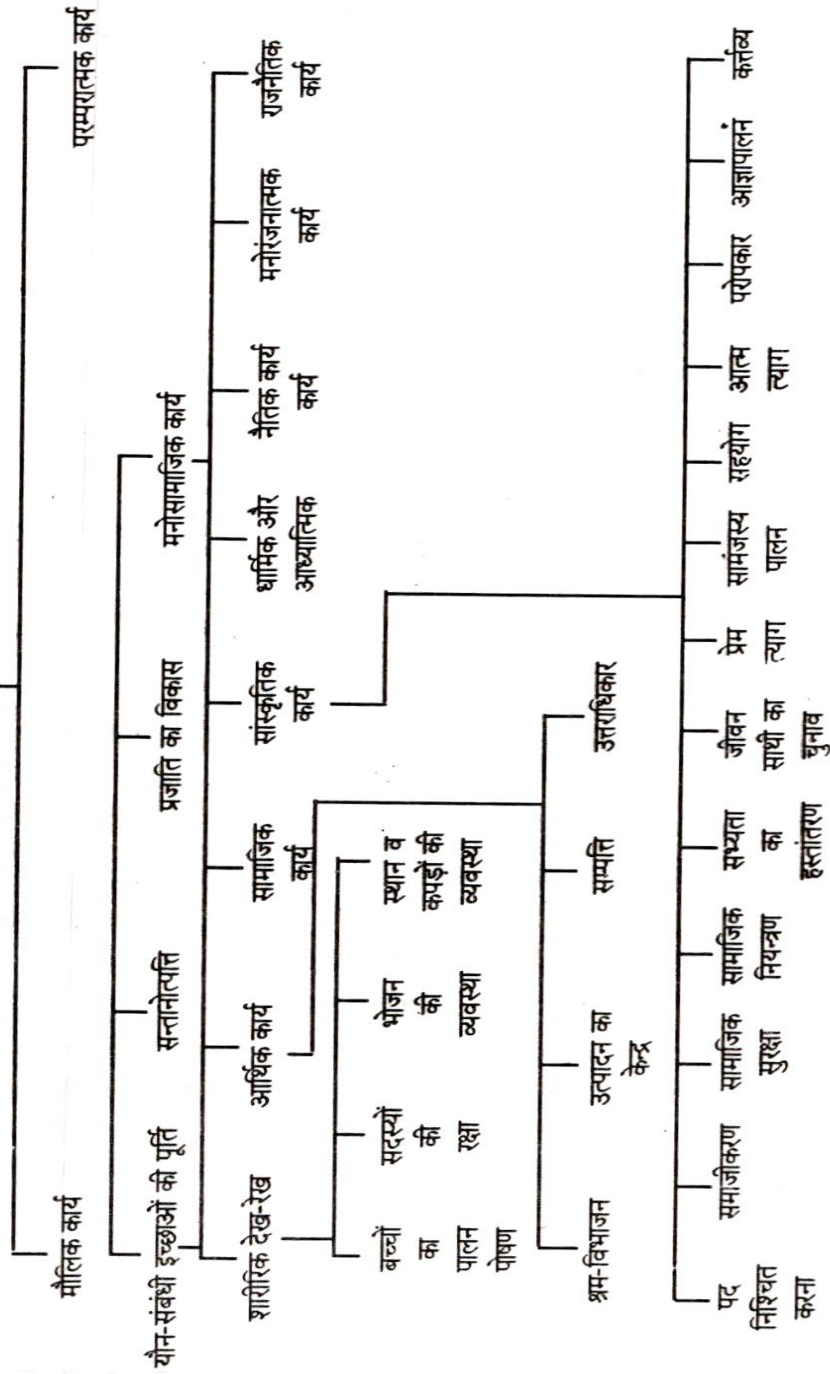 मौलिक कार्य
परम्परात्मक कार्य
यौन-संबंधी इच्छाओं की पूर्ति
सन्तानोत्पत्ति
प्रजाति का विकास
मनोसामाजिक कार्य
शारीरिक देख-रेख
आर्थिक कार्य
सामाजिक
कार्य
सांस्कृतिक
कार्य
धार्मिक और
आध्यात्मिक
नैतिक कार्य
कार्य
मनोरंजनात्मक
कार्य
राजनैतिक
कार्य
बच्चों
का
पालन
पोषण
सदस्यों
की
रक्षा
भोजन
की
व्यवस्था
स्थान व
कपड़ों की
व्यवस्था
श्रम-विभाजन
उत्पादन का
केन्द्र
सम्पत्ति
उत्तराधिकार
पद
निश्चित
करना
समाजीकरण
सामाजिक
सुरक्षा
सामाजिक
नियन्त्रण
सभ्यता
का
हस्तांतरण
जीवन
साथी का
चुनाव
प्रेम
त्याग
सामंजस्य
पालन
सहयोग
आत्म
त्याग
परोपकार
आज्ञापालन
कर्त्तव्य